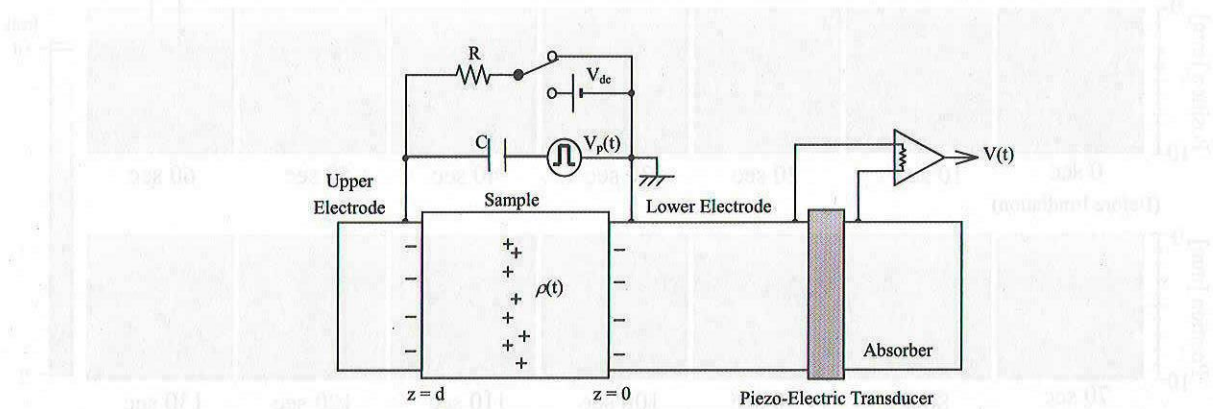 R
V_dc
C
V_p(t)
V(t)
Upper
Electrode
Sample
Lower Electrode
ρ(t)
Absorber
z = d
z = 0
Piezo-Electric Transducer